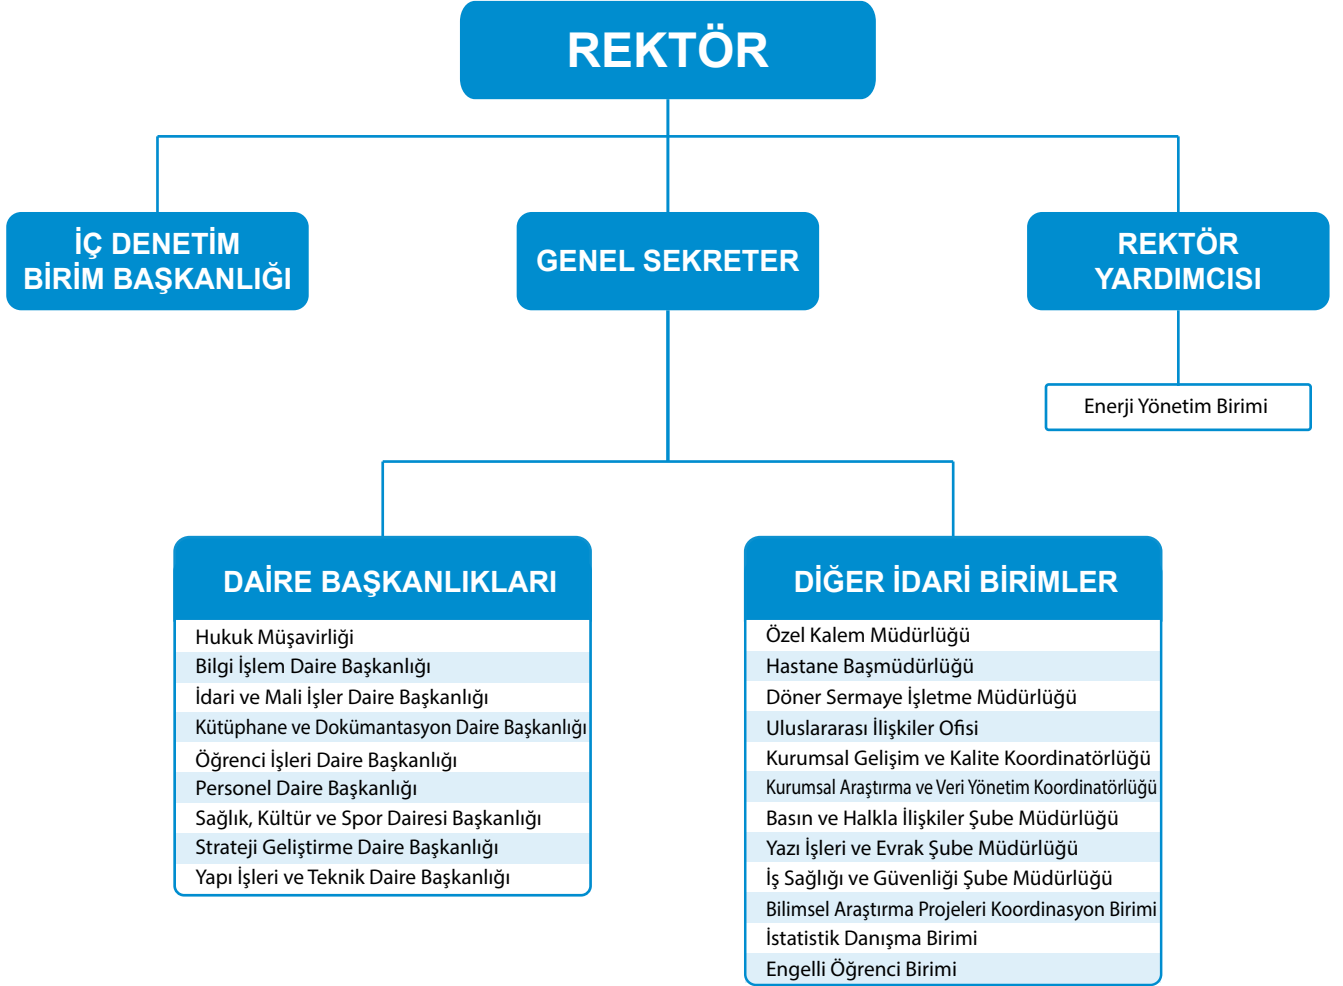 REKTÖR
İÇ DENETİM
BİRİM BAŞKANLIĞI
GENEL SEKRETER
REKTÖR
YARDIMCISI
Enerji Yönetim Birimi
DAİRE BAŞKANLIKLARI
Hukuk Müşavirliği
Bilgi İşlem Daire Başkanlığı
İdari ve Mali İşler Daire Başkanlığı
Kütüphane ve Dokümantasyon Daire Başkanlığı
Öğrenci İşleri Daire Başkanlığı
Personel Daire Başkanlığı
Sağlık, Kültür ve Spor Dairesi Başkanlığı
Strateji Geliştirme Daire Başkanlığı
Yapı İşleri ve Teknik Daire Başkanlığı
DİĞER İDARİ BİRİMLER
Özel Kalem Müdürlüğü
Hastane Başmüdürlüğü
Döner Sermaye İşletme Müdürlüğü
Uluslararası İlişkiler Ofisi
Kurumsal Gelişim ve Kalite Koordinatörlüğü
Kurumsal Araştırma ve Veri Yönetim Koordinatörlüğü
Basın ve Halkla İlişkiler Şube Müdürlüğü
Yazı İşleri ve Evrak Şube Müdürlüğü
İş Sağlığı ve Güvenliği Şube Müdürlüğü
Bilimsel Araştırma Projeleri Koordinasyon Birimi
İstatistik Danışma Birimi
Engelli Öğrenci Birimi